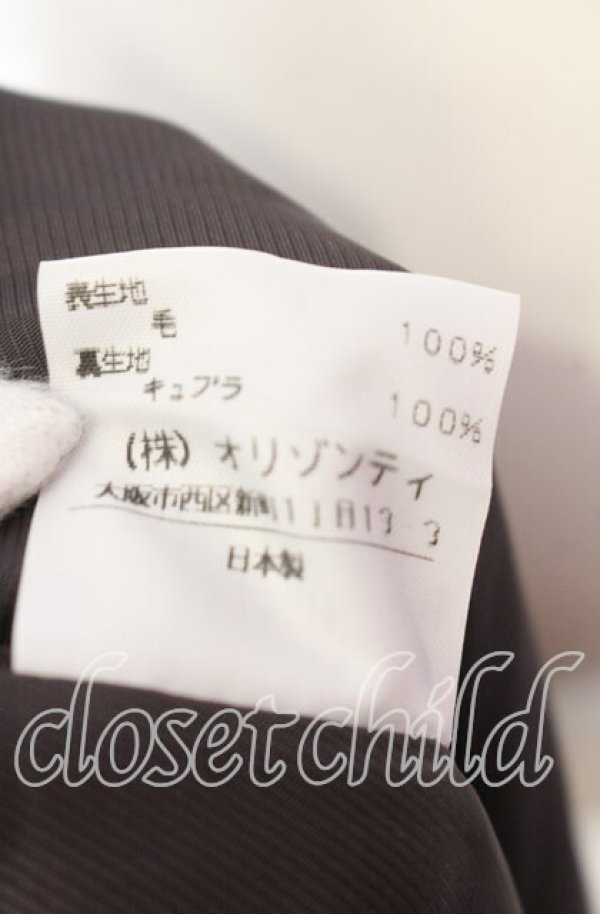 表生地
毛 100%
裏生地
キュプラ 100%
(株) オリゾンティ
大阪市西区新町1丁目13-3
日本製
closet child